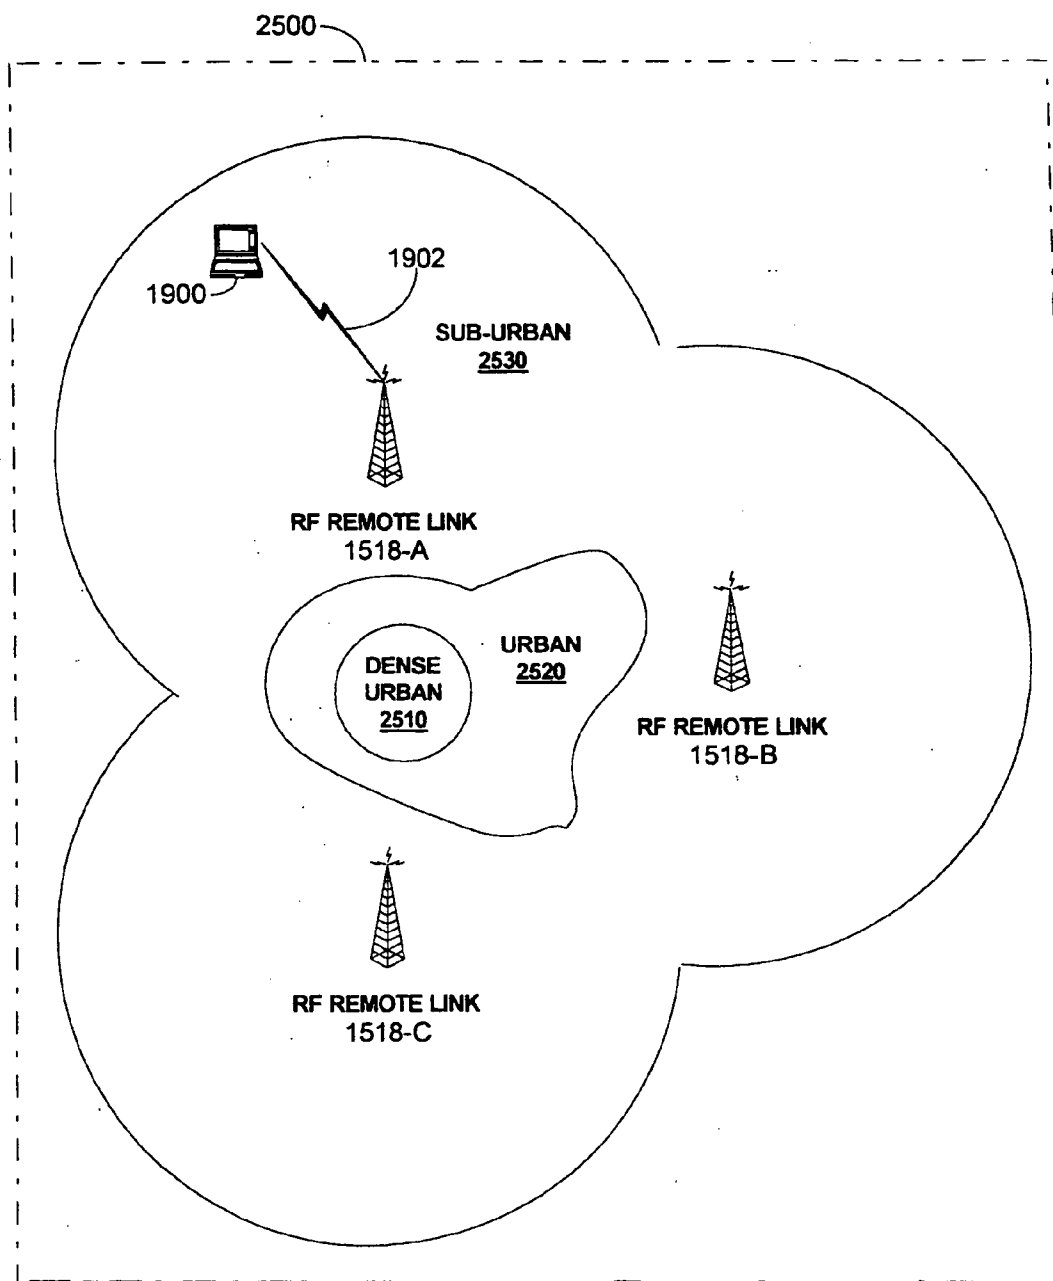 2500
1900
1902
SUB-URBAN
2530
RF REMOTE LINK
1518-A
URBAN
2520
DENSE
URBAN
2510
RF REMOTE LINK
1518-B
RF REMOTE LINK
1518-C